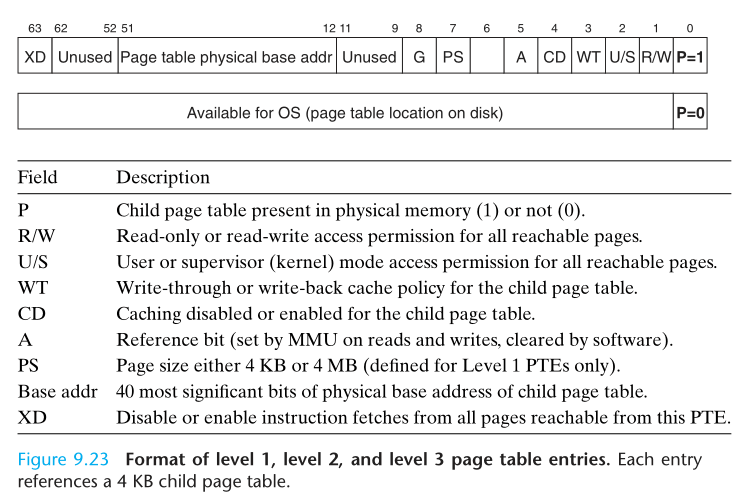 63 62 52 51 12 11 9 8 7 6 5 4 3 2 1 0
XD Unused Page table physical base addr Unused G PS A CD WT U/S R/W P=1
Available for OS (page table location on disk) P=0
Field Description
P Child page table present in physical memory (1) or not (0).
R/W Read-only or read-write access permission for all reachable pages.
U/S User or supervisor (kernel) mode access permission for all reachable pages.
WT Write-through or write-back cache policy for the child page table.
CD Caching disabled or enabled for the child page table.
A Reference bit (set by MMU on reads and writes, cleared by software).
PS Page size either 4 KB or 4 MB (defined for Level 1 PTEs only).
Base addr 40 most significant bits of physical base address of child page table.
XD Disable or enable instruction fetches from all pages reachable from this PTE.
Figure 9.23 Format of level 1, level 2, and level 3 page table entries. Each entry
references a 4 KB child page table.